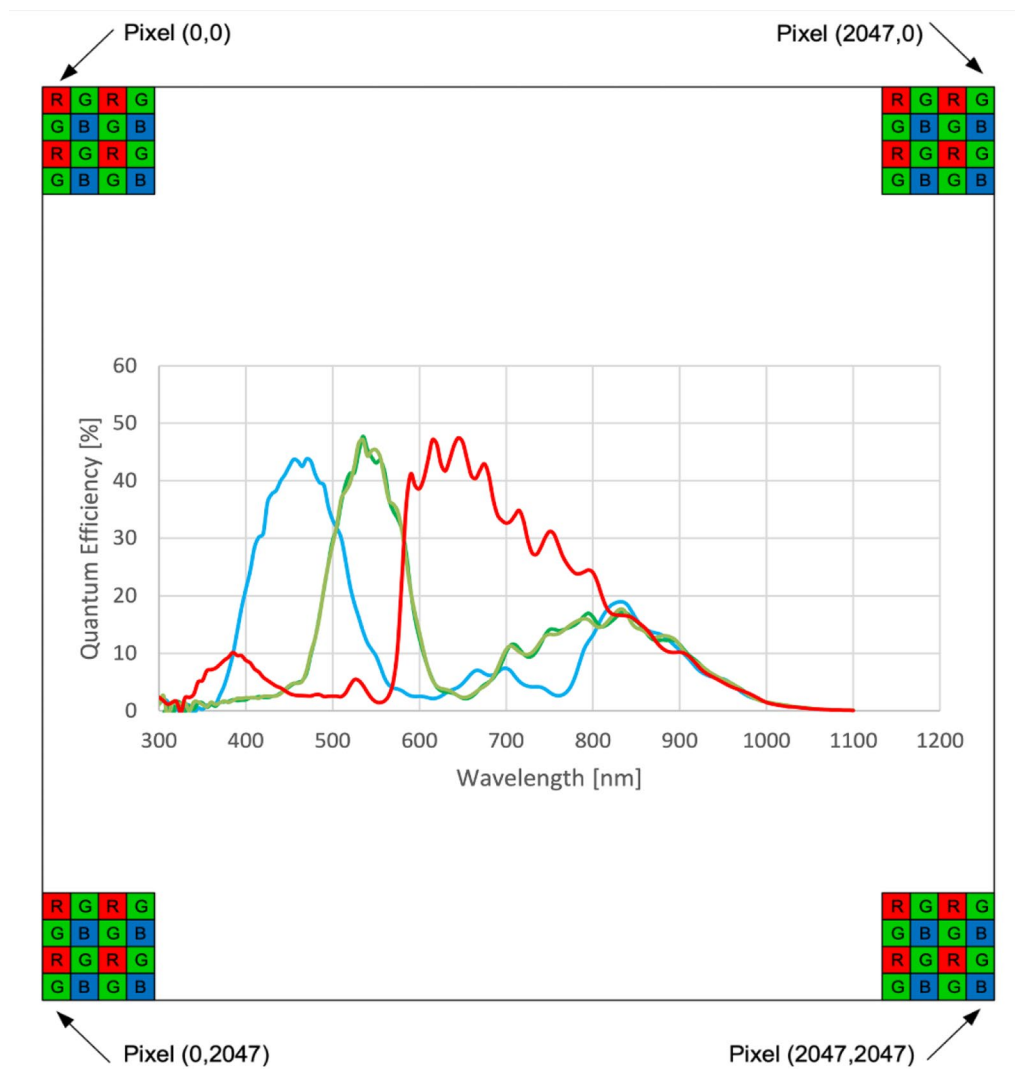 Pixel (0,0) Pixel (2047,0)
R G R G R G R G
G B G B G B G B
R G R G R G R G
G B G B G B G B
60
50
40
30
20
10
0
Quantum Efficiency [%]
300 400 500 600 700 800 900 1000 1100 1200
Wavelength [nm]
R G R G R G R G
G B G B G B G B
R G R G R G R G
G B G B G B G B
Pixel (0,2047) Pixel (2047,2047)